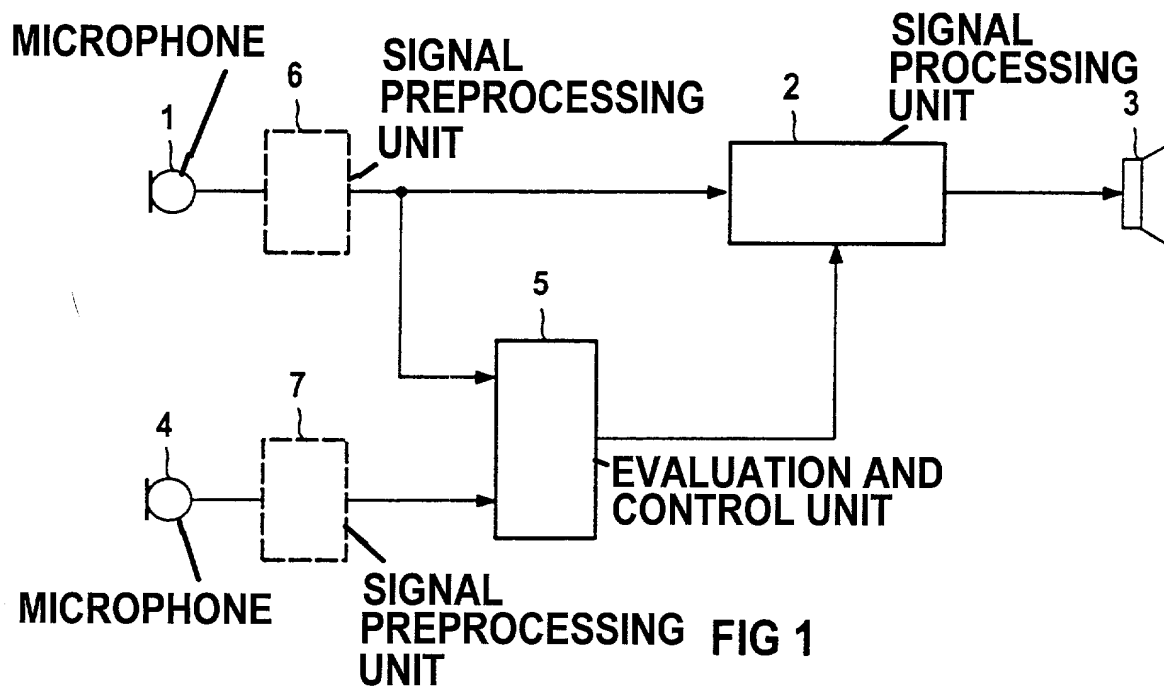 MICROPHONE
1
6
SIGNAL
PREPROCESSING
UNIT
2
SIGNAL
PROCESSING
UNIT
3
5
EVALUATION AND
CONTROL UNIT
4
MICROPHONE
7
SIGNAL
PREPROCESSING
UNIT
FIG 1